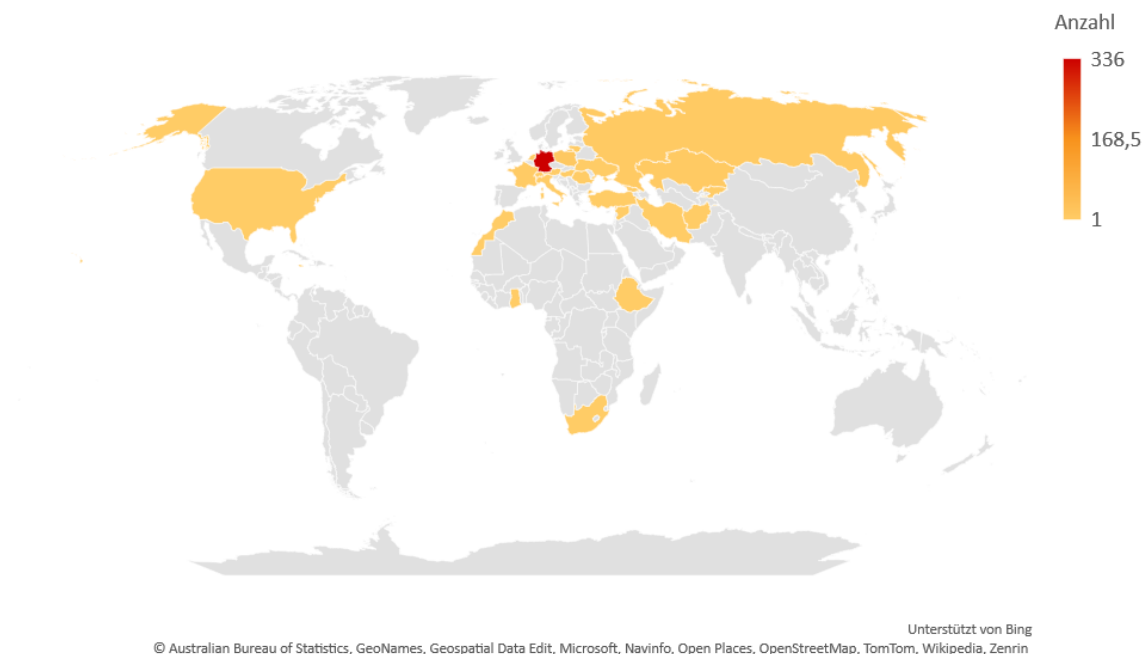 Anzahl
336
168,5
1
Unterstützt von Bing
© Australian Bureau of Statistics, GeoNames, Geospatial Data Edit, Microsoft, Navinfo, Open Places, OpenStreetMap, TomTom, Wikipedia, Zenrin